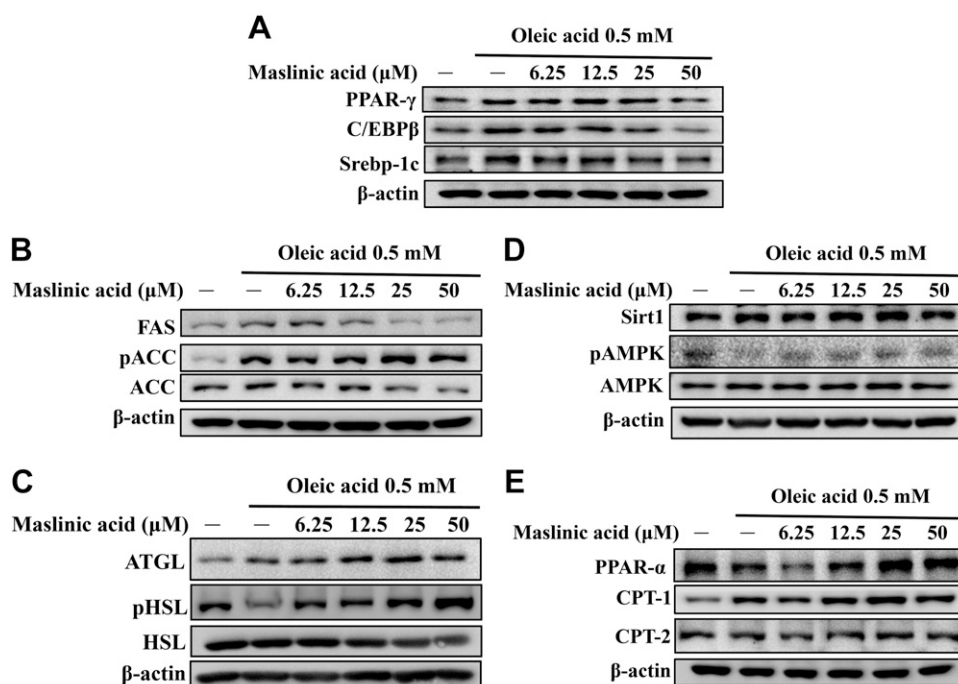 A
Oleic acid 0.5 mM
Maslinic acid (μM) — — 6.25 12.5 25 50
PPAR-γ
C/EBPβ
Srebp-1c
β-actin
B
Oleic acid 0.5 mM
Maslinic acid (μM) — — 6.25 12.5 25 50
FAS
pACC
ACC
β-actin
C
Oleic acid 0.5 mM
Maslinic acid (μM) — — 6.25 12.5 25 50
ATGL
pHSL
HSL
β-actin
D
Oleic acid 0.5 mM
Maslinic acid (μM) — — 6.25 12.5 25 50
Sirt1
pAMPK
AMPK
β-actin
E
Oleic acid 0.5 mM
Maslinic acid (μM) — — 6.25 12.5 25 50
PPAR-α
CPT-1
CPT-2
β-actin